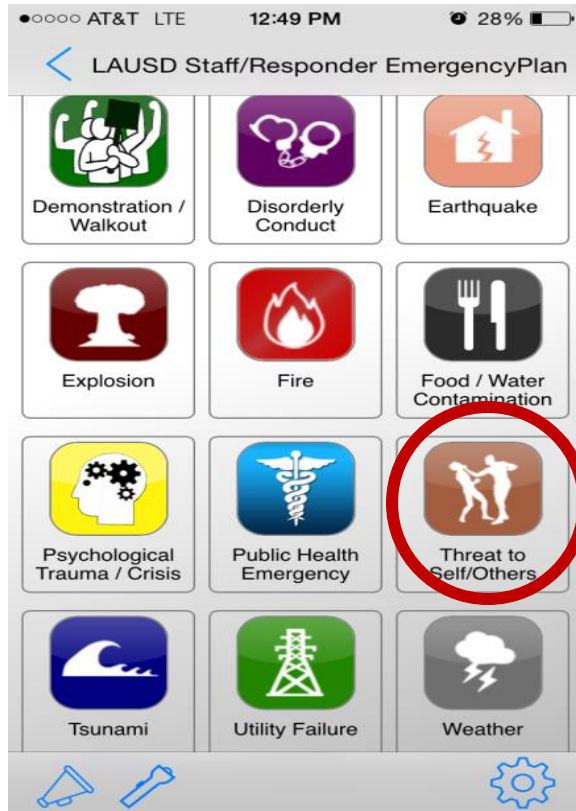 AT&T LTE 12:49 PM 28%
LAUSD Staff/Responder EmergencyPlan
Demonstration /
Walkout
Disorderly
Conduct
Earthquake
Explosion
Fire
Food / Water
Contamination
Psychological
Trauma / Crisis
Public Health
Emergency
Threat to
Self/Others
Tsunami
Utility Failure
Weather